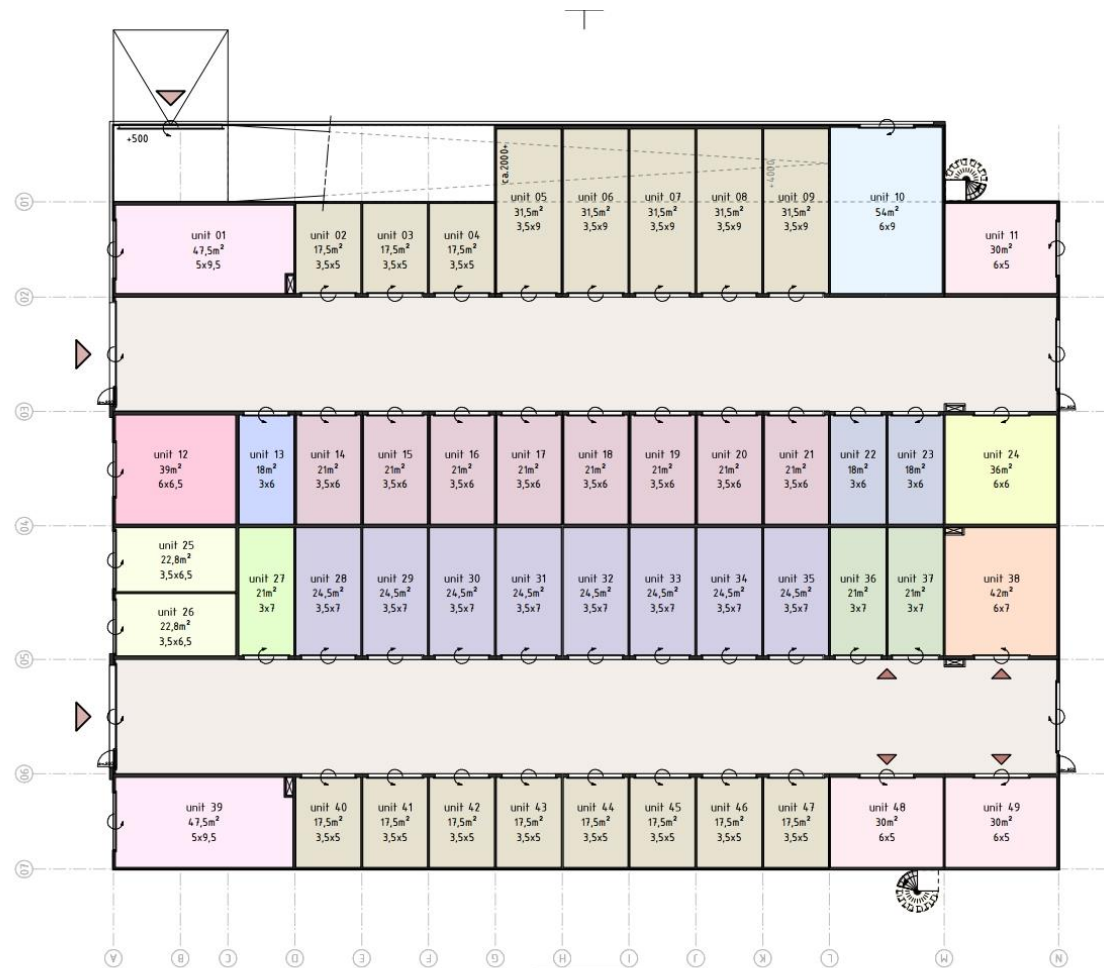 +500
ca.2000+
+4000
unit 01
47,5m²
5x9,5
unit 02
17,5m²
3,5x5
unit 03
17,5m²
3,5x5
unit 04
17,5m²
3,5x5
unit 05
31,5m²
3,5x9
unit 06
31,5m²
3,5x9
unit 07
31,5m²
3,5x9
unit 08
31,5m²
3,5x9
unit 09
31,5m²
3,5x9
unit 10
54m²
6x9
unit 11
30m²
6x5
unit 12
39m²
6x6,5
unit 13
18m²
3x6
unit 14
21m²
3,5x6
unit 15
21m²
3,5x6
unit 16
21m²
3,5x6
unit 17
21m²
3,5x6
unit 18
21m²
3,5x6
unit 19
21m²
3,5x6
unit 20
21m²
3,5x6
unit 21
21m²
3,5x6
unit 22
18m²
3x6
unit 23
18m²
3x6
unit 24
36m²
6x6
unit 25
22,8m²
3,5x6,5
unit 26
22,8m²
3,5x6,5
unit 27
21m²
3x7
unit 28
24,5m²
3,5x7
unit 29
24,5m²
3,5x7
unit 30
24,5m²
3,5x7
unit 31
24,5m²
3,5x7
unit 32
24,5m²
3,5x7
unit 33
24,5m²
3,5x7
unit 34
24,5m²
3,5x7
unit 35
24,5m²
3,5x7
unit 36
21m²
3x7
unit 37
21m²
3x7
unit 38
42m²
6x7
unit 39
47,5m²
5x9,5
unit 40
17,5m²
3,5x5
unit 41
17,5m²
3,5x5
unit 42
17,5m²
3,5x5
unit 43
17,5m²
3,5x5
unit 44
17,5m²
3,5x5
unit 45
17,5m²
3,5x5
unit 46
17,5m²
3,5x5
unit 47
17,5m²
3,5x5
unit 48
30m²
6x5
unit 49
30m²
6x5
01
02
03
04
05
06
07
A
B
C
D
E
F
G
H
I
J
K
L
M
N